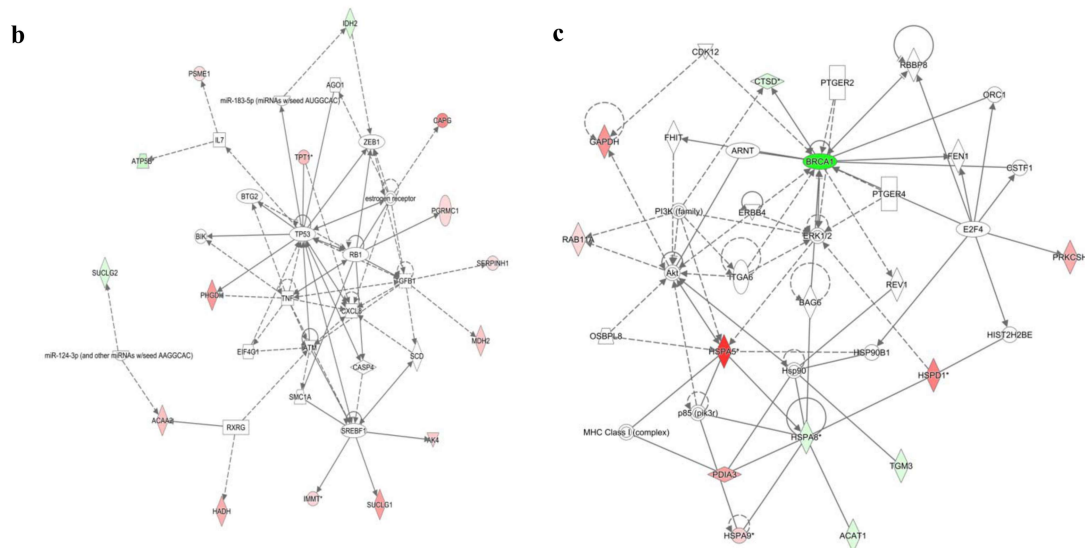 b
IDH2
PSME1
AGO1
miR-183-5p (miRNAs w/seed AUGGCAC)
CAPG
IL7
ZEB1
ATP5B
TPT1*
estrogen receptor
BTG2
PGRMC1
TP53
BIK
RB1
SERPINH1
SUCLG2
PHGDH
TNF
CXCL8
MDH2
miR-124-3p (and other miRNAs w/seed AAGGCAC)
EIF4G1
SCD
CASP4
SMC1A
ACAA2
RXRG
SREBF1
PAK4
IMMT*
SUCLG1
HADH
c
CDK12
RBBP8
CTSD*
PTGER2
ORC1
GAPDH
FHIT
ARNT
BRCA1
FEN1
CSTF1
PTGER4
PI3K (family)
ERBB4
E2F4
RAB11A
ERK1/2
PRKCSH
Akt
ITGA6
REV1
BAG6
OSBPL8
HIST2H2BE
HSPA5*
HSP90B1
Hsp90
HSPD1*
p85 (pik3r)
MHC Class I (complex)
HSPA8*
TGM3
PDIA3
HSPA9*
ACAT1